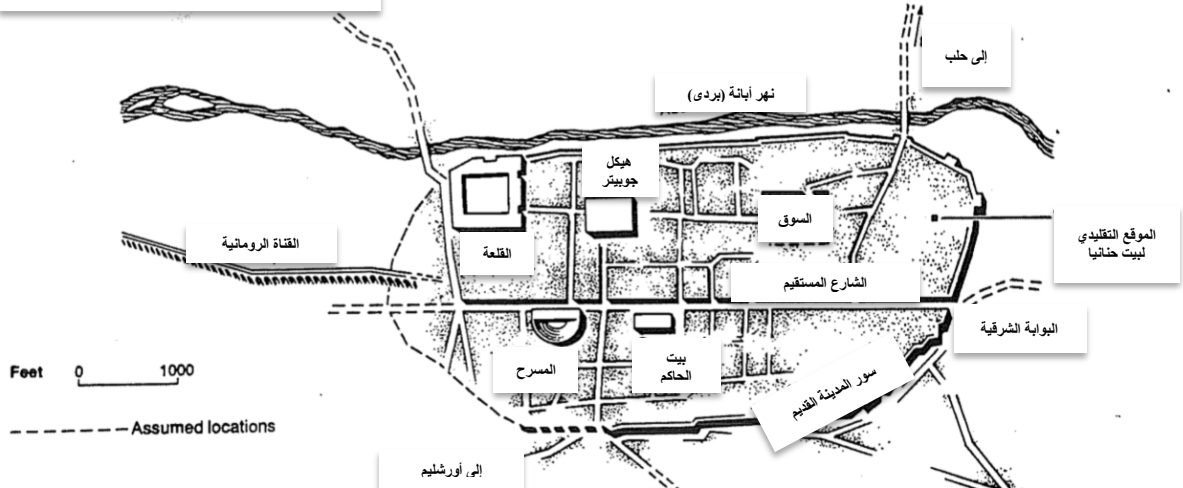 إلى حلب
نهر أبانة (بردى)
هيكل
جوبيتر
السوق
الموقع التقليدي
لبيت حنانيا
القناة الرومانية
القلعة
الشارع المستقيم
البوابة الشرقية
المسرح
بيت
الحاكم
سور المدينة القديم
Feet 0 1000
Assumed locations
إلى أورشليم